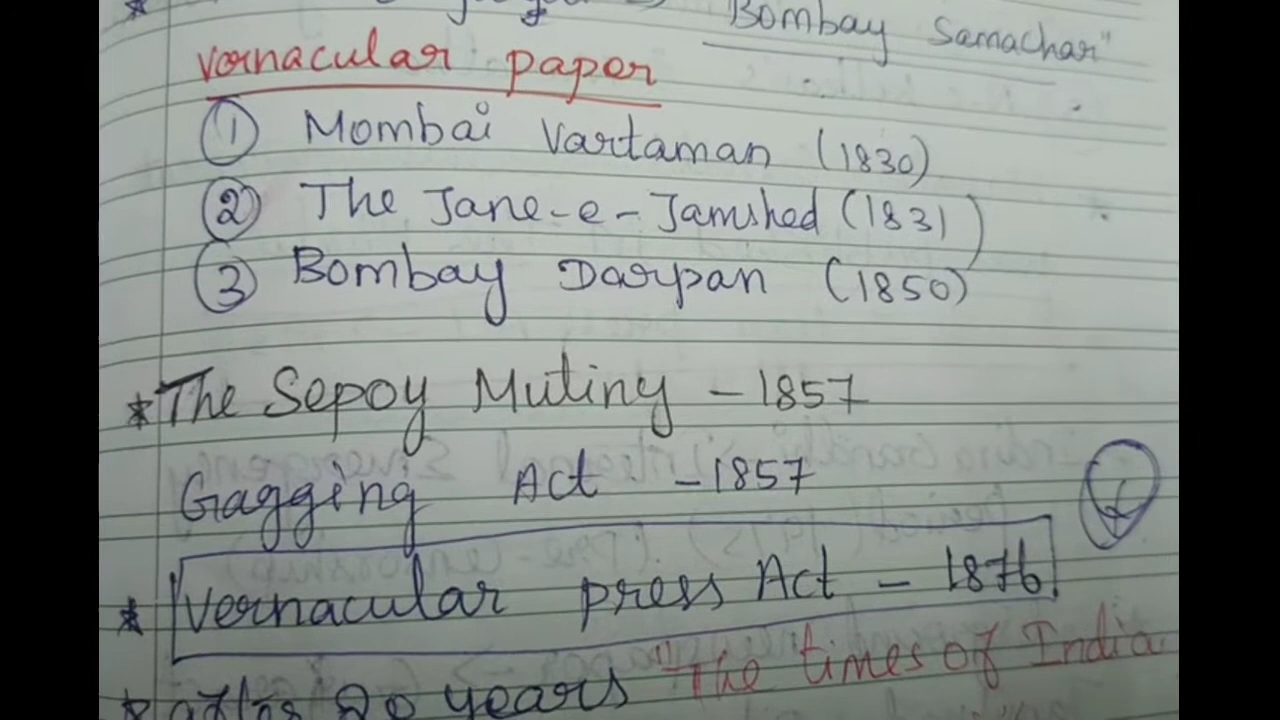 Bombay Samachar"
vernacular paper
① Mombai Vartaman (1830)
② The Jane-e-Jamshed (1831)
③ Bombay Darpan (1850)
* The Sepoy Mutiny - 1857
Gagging Act - 1857
* Vernacular press Act - 1876
* after 20 years "The times of India